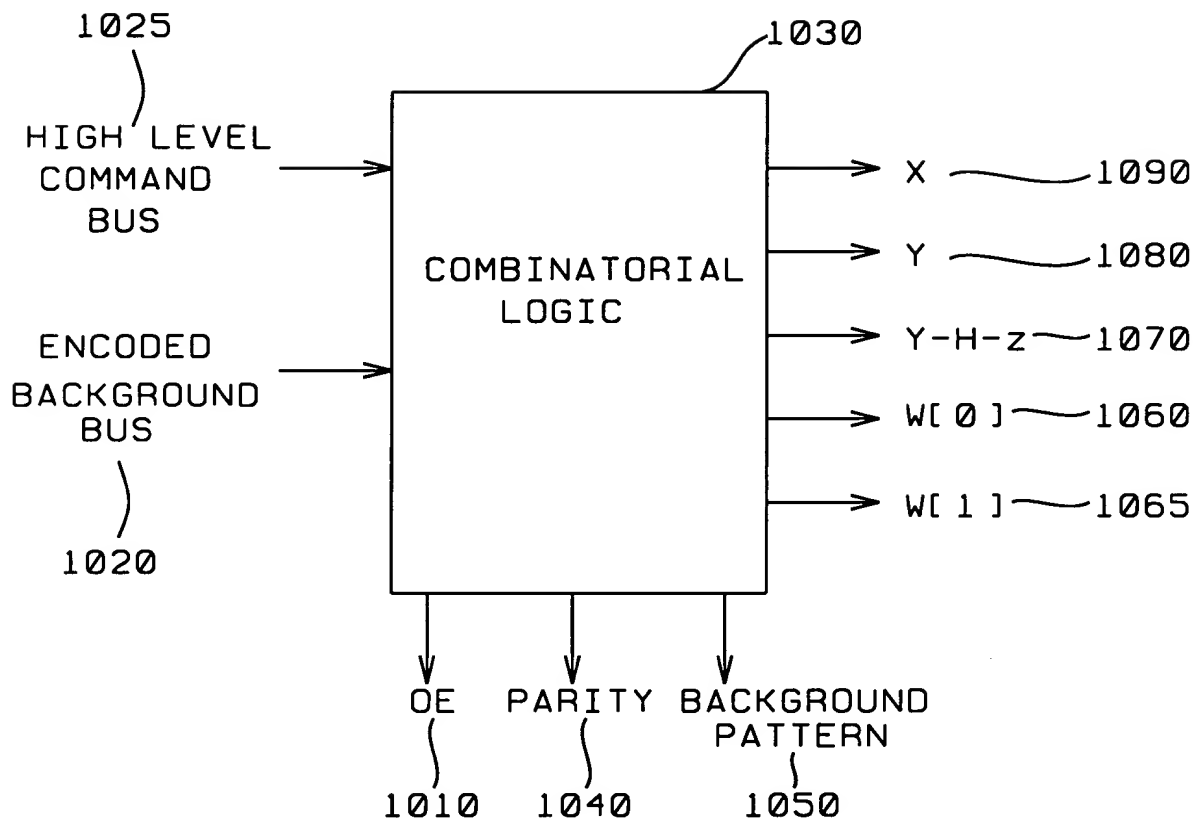 1025
1030
HIGH LEVEL
COMMAND
BUS
X 1090
Y 1080
COMBINATORIAL
LOGIC
Y-H-z 1070
ENCODED
BACKGROUND
BUS
W[0] 1060
W[1] 1065
1020
OE PARITY BACKGROUND
PATTERN
1010 1040 1050